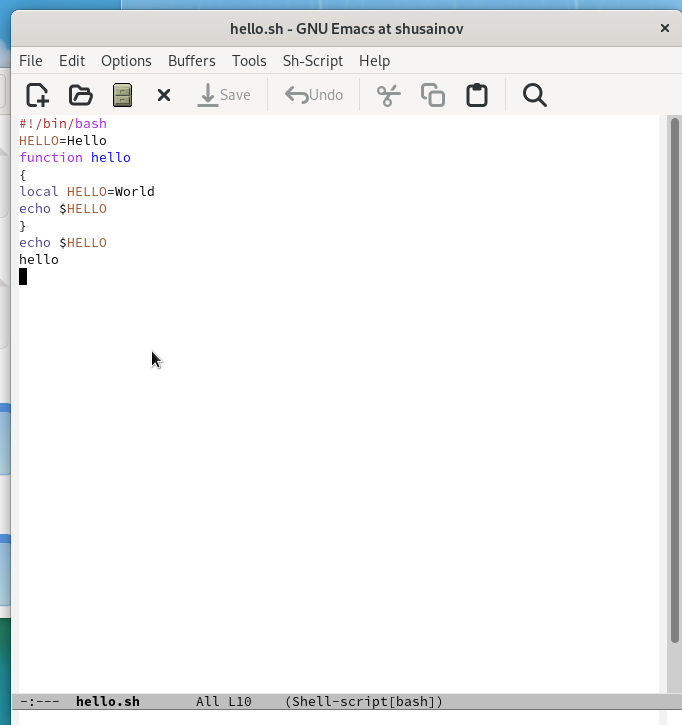 hello.sh - GNU Emacs at shusainov
File Edit Options Buffers Tools Sh-Script Help
Save Undo
#!/bin/bash
HELLO=Hello
function hello
{
local HELLO=World
echo $HELLO
}
echo $HELLO
hello
-:--- hello.sh All L10 (Shell-script[bash])